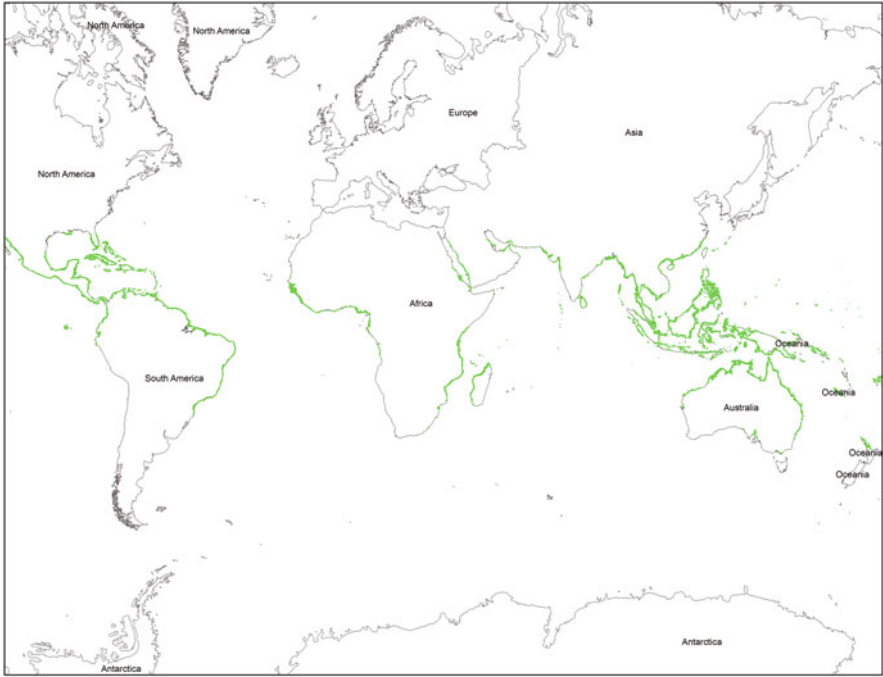 North America
North America
Europe
Asia
North America
Africa
Oceania
South America
Oceania
Australia
Oceania
Oceania
Antarctica
Antarctica